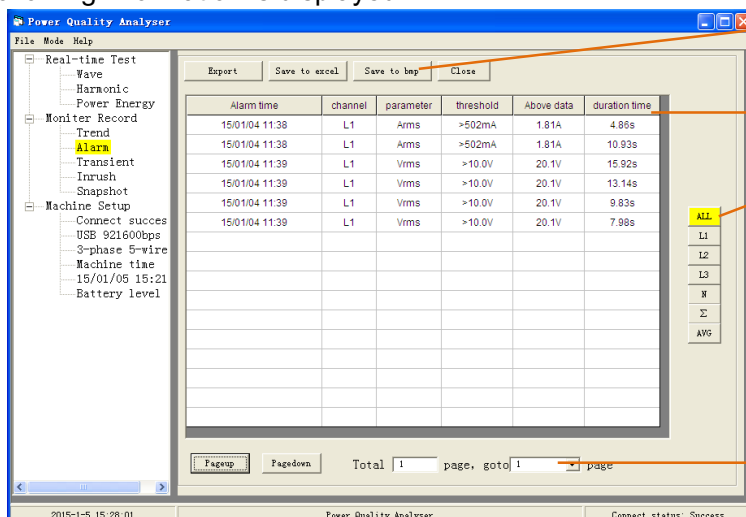 Power Quality Analyser
File Mode Help
Real-time Test
Wave
Harmonic
Power Energy
Moniter Record
Trend
Alarm
Transient
Inrush
Snapshot
Machine Setup
Connect succes
USB 921600bps
3-phase 5-wire
Machine time
15/01/05 15:21
Battery level
Export Save to excel Save to bmp Close
Alarm time channel parameter threshold Above data duration time
15/01/04 11:38 L1 Arms >502mA 1.81A 4.86s
15/01/04 11:38 L1 Arms >502mA 1.81A 10.93s
15/01/04 11:39 L1 Vrms >10.0V 20.1V 15.92s
15/01/04 11:39 L1 Vrms >10.0V 20.1V 13.14s
15/01/04 11:39 L1 Vrms >10.0V 20.1V 9.83s
15/01/04 11:39 L1 Vrms >10.0V 20.1V 7.98s
ALL
L1
L2
L3
N
Σ
AVG
Pageup Pagedown Total 1 page, goto 1 page
2015-1-5 15:28:01 Power Quality Analyser Connect status: Success